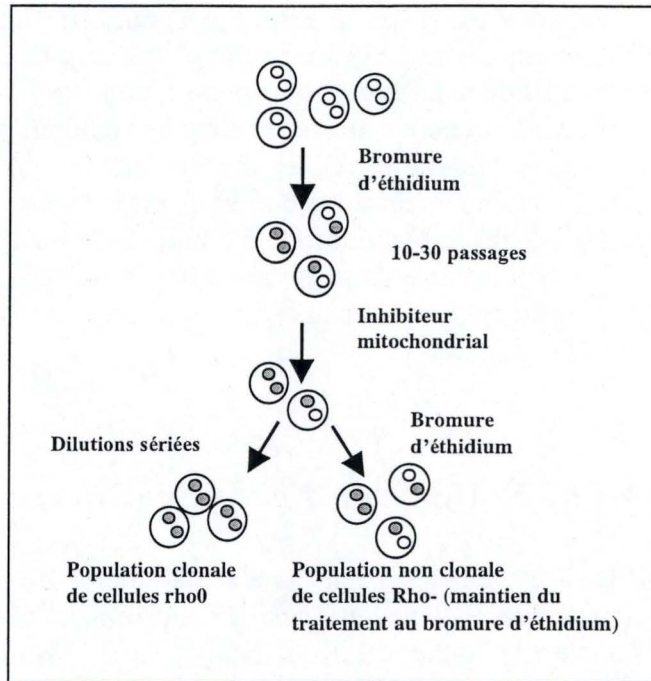 Bromure
d'éthidium
10-30 passages
Inhibiteur
mitochondrial
Bromure
d'éthidium
Dilutions sériées
Population clonale
de cellules rho0
Population non clonale
de cellules Rho- (maintien du
traitement au bromure d'éthidium)